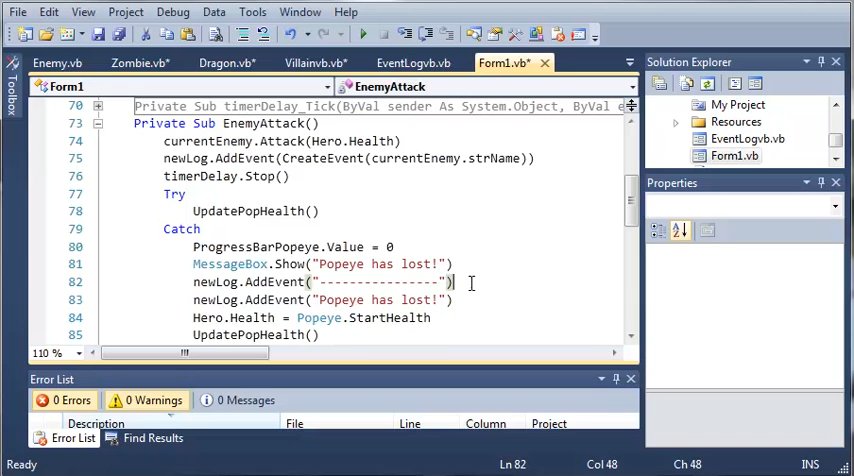 File Edit View Project Debug Data Tools Window Help
Enemy.vb Zombie.vb* Dragon.vb* Villainvb.vb* EventLogvb.vb Form1.vb*
Form1 EnemyAttack
70 Private Sub timerDelay_Tick(ByVal sender As System.Object, ByVal e
73 Private Sub EnemyAttack()
74 currentEnemy.Attack(Hero.Health)
75 newLog.AddEvent(CreateEvent(currentEnemy.strName))
76 timerDelay.Stop()
77 Try
78 UpdatePopHealth()
79 Catch
80 ProgressBarPopeye.Value = 0
81 MessageBox.Show("Popeye has lost!")
82 newLog.AddEvent("----------------")
83 newLog.AddEvent("Popeye has lost!")
84 Hero.Health = Popeye.StartHealth
85 UpdatePopHealth()
110 %
Toolbox
Solution Explorer
My Project
Resources
EventLogvb.vb
Form1.vb
Properties
Error List
0 Errors 0 Warnings 0 Messages
Description File Line Column Project
Error List Find Results
Ready Ln 82 Col 48 Ch 48 INS